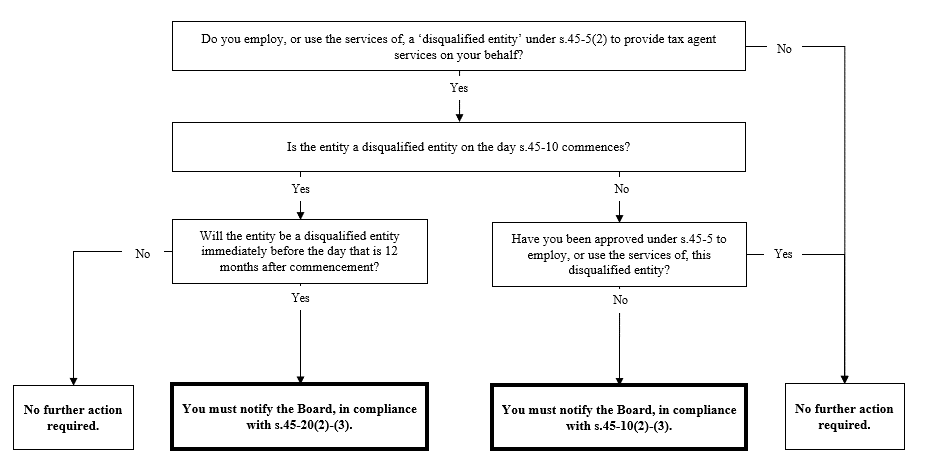 Do you employ, or use the services of, a ‘disqualified entity’ under s.45-5(2) to provide tax agent
services on your behalf?
No
Yes
Is the entity a disqualified entity on the day s.45-10 commences?
Yes
No
Will the entity be a disqualified entity
immediately before the day that is 12
months after commencement?
Have you been approved under s.45-5 to
employ, or use the services of, this
disqualified entity?
No
Yes
Yes
No
No further action
required.
You must notify the Board, in compliance
with s.45-20(2)-(3).
You must notify the Board, in compliance
with s.45-10(2)-(3).
No further action
required.